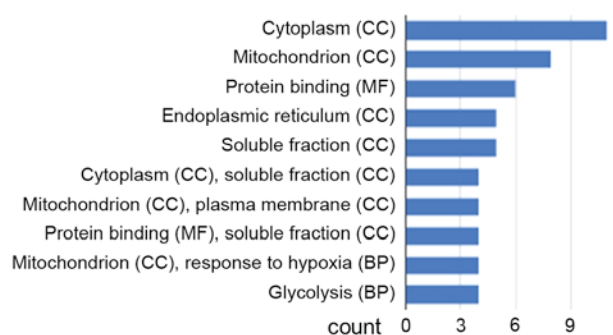 Cytoplasm (CC)
Mitochondrion (CC)
Protein binding (MF)
Endoplasmic reticulum (CC)
Soluble fraction (CC)
Cytoplasm (CC), soluble fraction (CC)
Mitochondrion (CC), plasma membrane (CC)
Protein binding (MF), soluble fraction (CC)
Mitochondrion (CC), response to hypoxia (BP)
Glycolysis (BP)
count 0 3 6 9